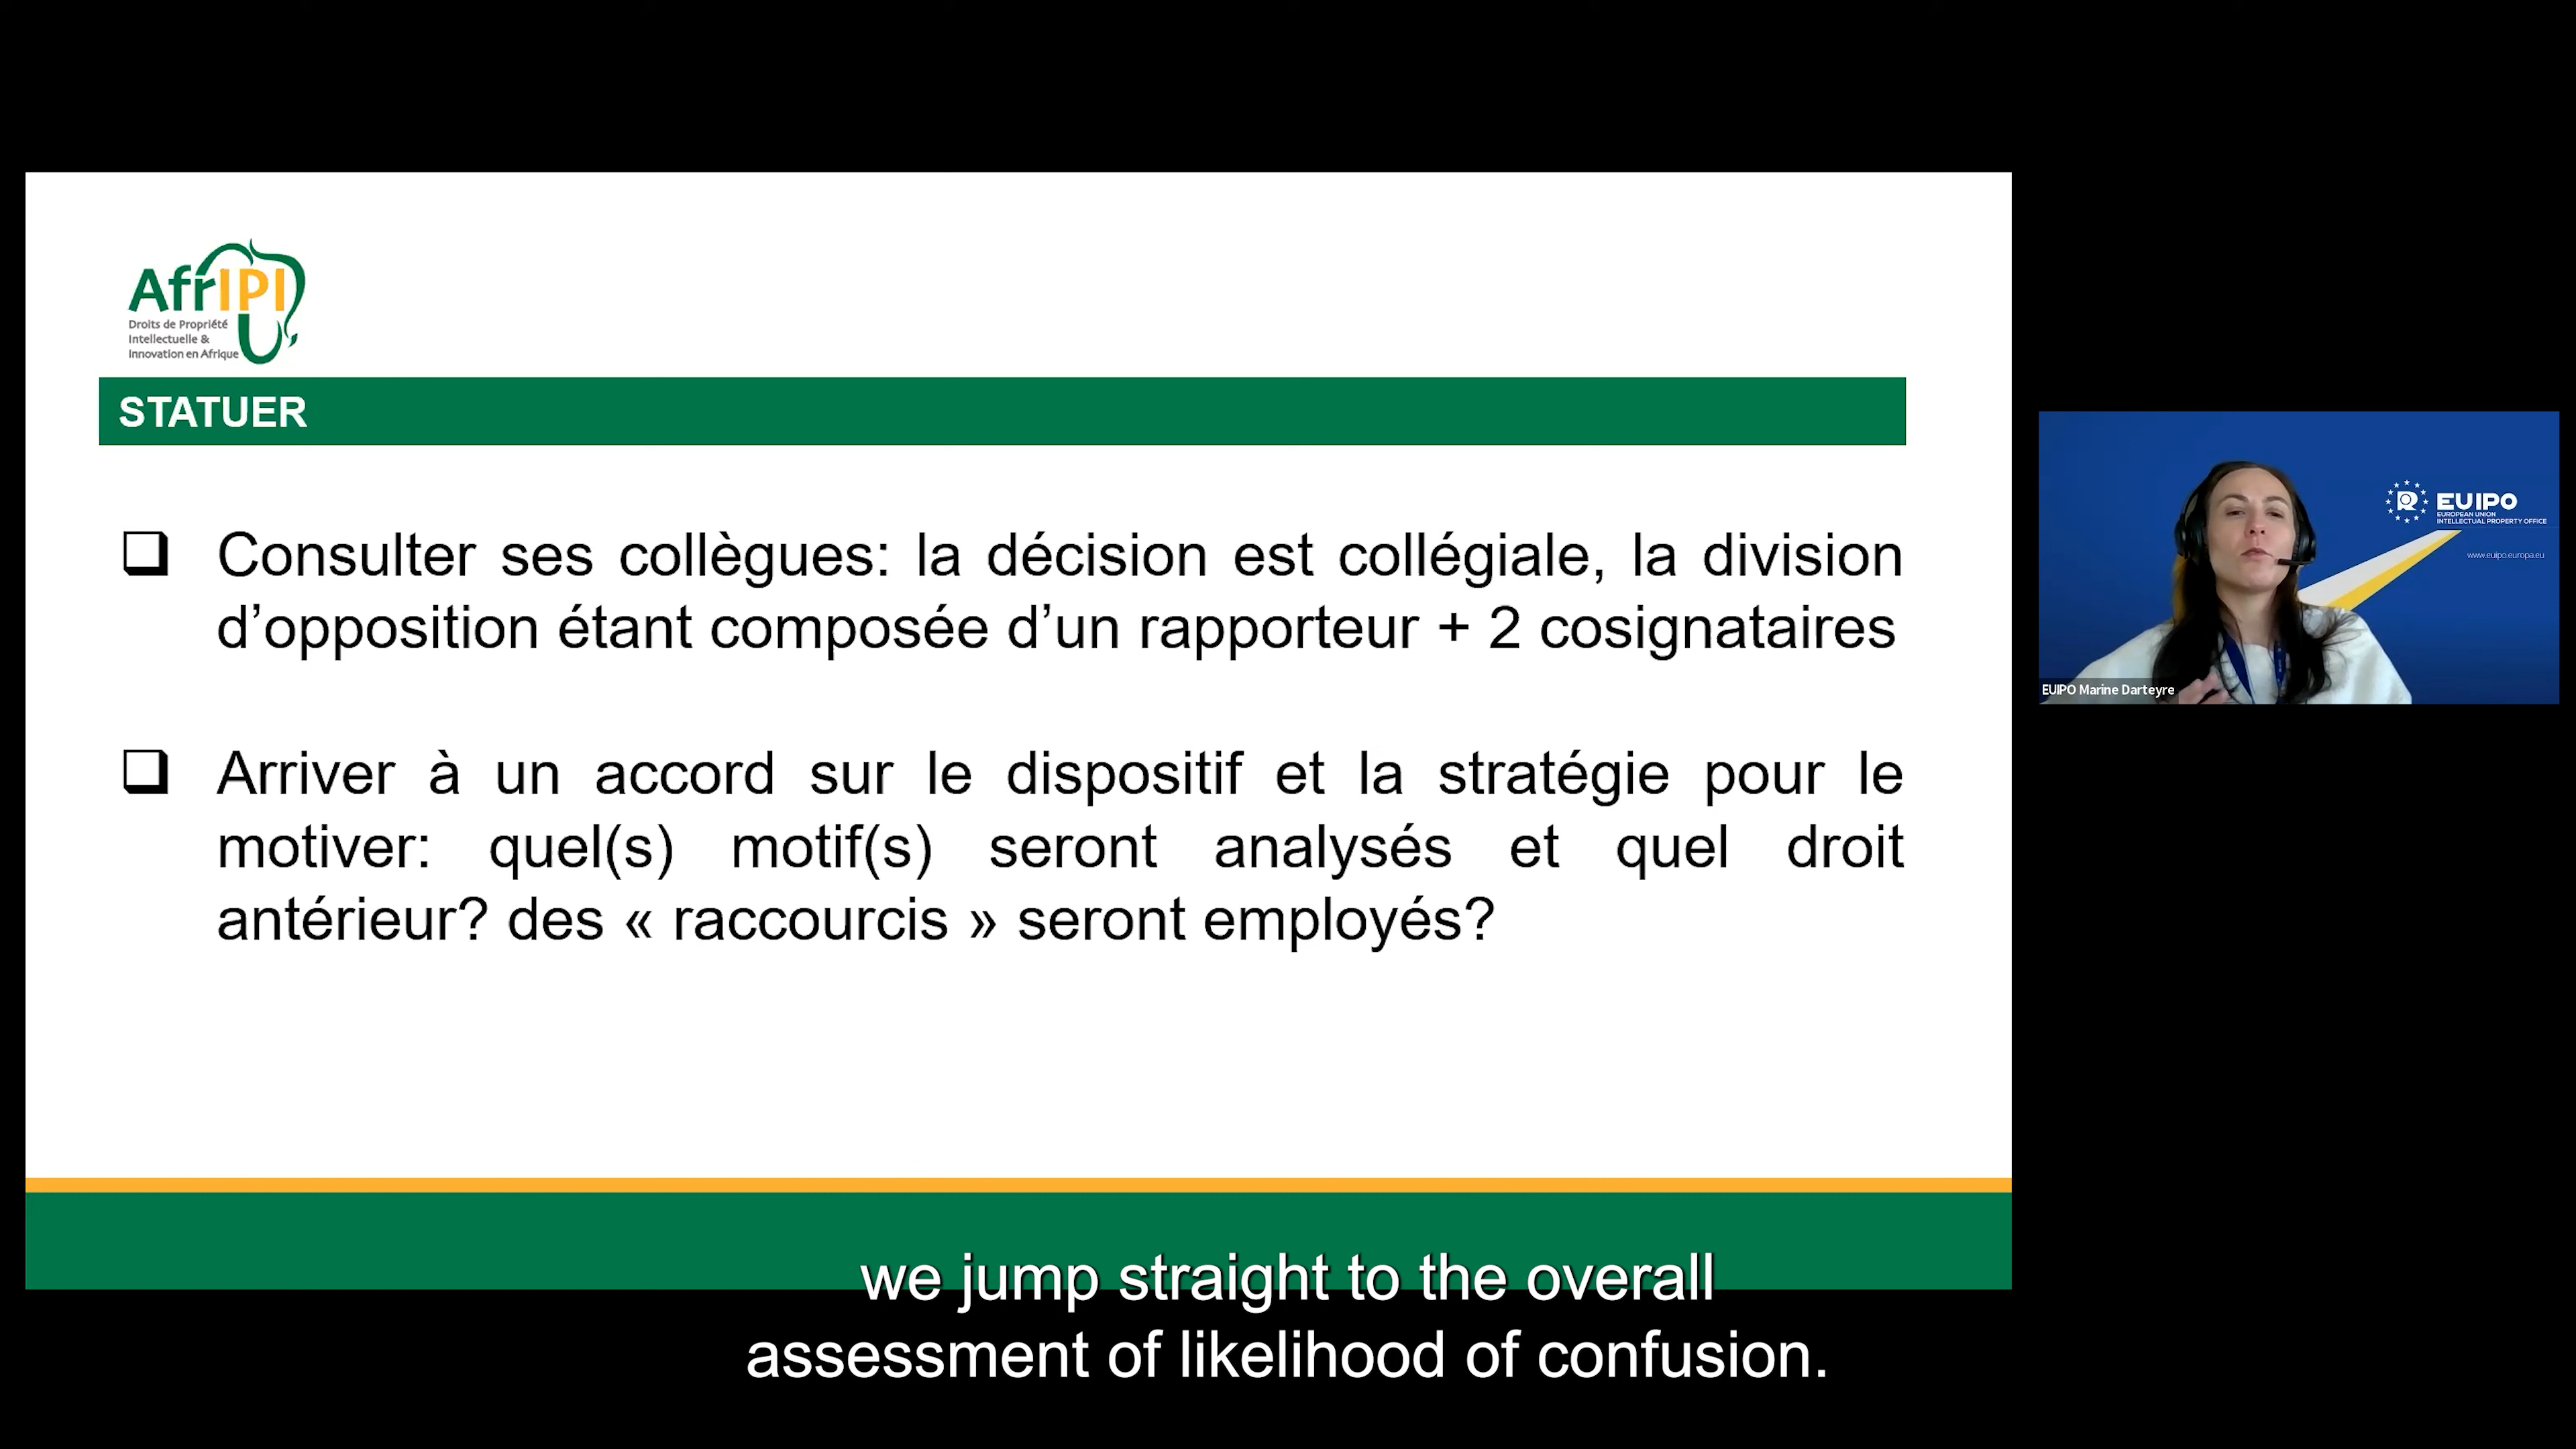 AfrIPI
Droits de Propriété
Intellectuelle &
Innovation en Afrique
STATUER
Consulter ses collègues: la décision est collégiale, la division
d’opposition étant composée d’un rapporteur + 2 cosignataires
Arriver à un accord sur le dispositif et la stratégie pour le
motiver: quel(s) motif(s) seront analysés et quel droit
antérieur? des « raccourcis » seront employés?
EUIPO
EUROPEAN UNION
INTELLECTUAL PROPERTY OFFICE
www.euipo.europa.eu
EUIPO Marine Darteyre
we jump straight to the overall
assessment of likelihood of confusion.